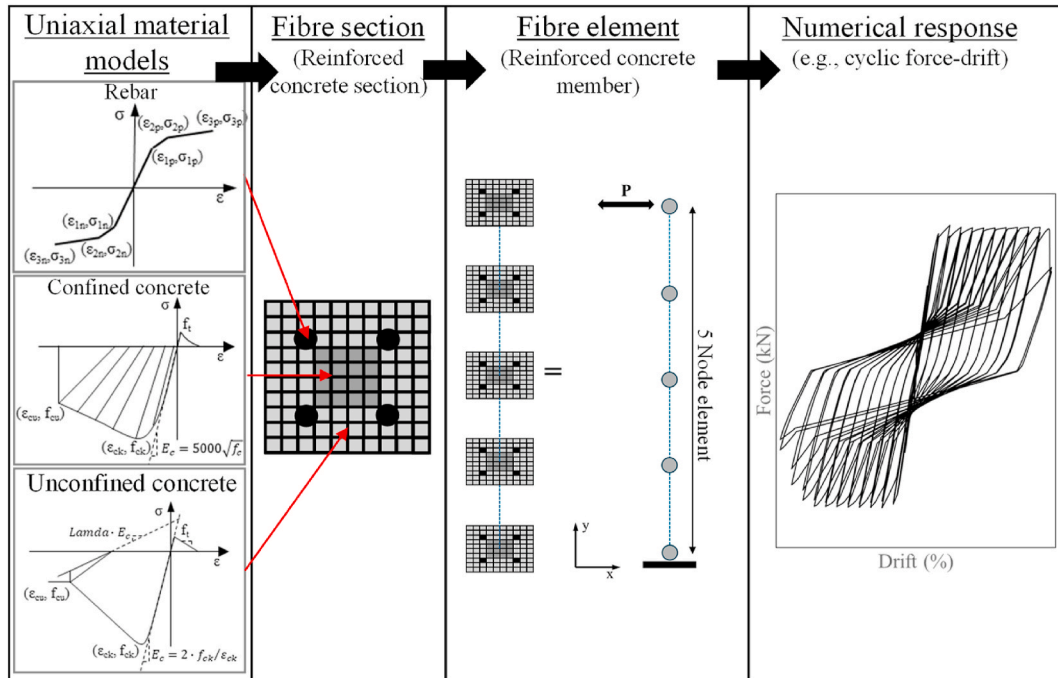 Uniaxial material
models
Rebar
σ
(ε2p,σ2p)
(ε3p,σ3p)
(ε1p,σ1p)
ε
(ε1n,σ1n)
(ε3n,σ3n)
(ε2n,σ2n)
Confined concrete
σ
ft
ε
(εcu, fcu)
(εck, fck)
Ec = 5000√fc
Unconfined concrete
σ
Lamda · Ec
ft
ε
(εcu, fcu)
(εck, fck)
Ec = 2 · fck/εck
Fibre section
(Reinforced
concrete section)
Fibre element
(Reinforced concrete
member)
P
=
5 Node element
y
x
Numerical response
(e.g., cyclic force-drift)
Force (kN)
Drift (%)